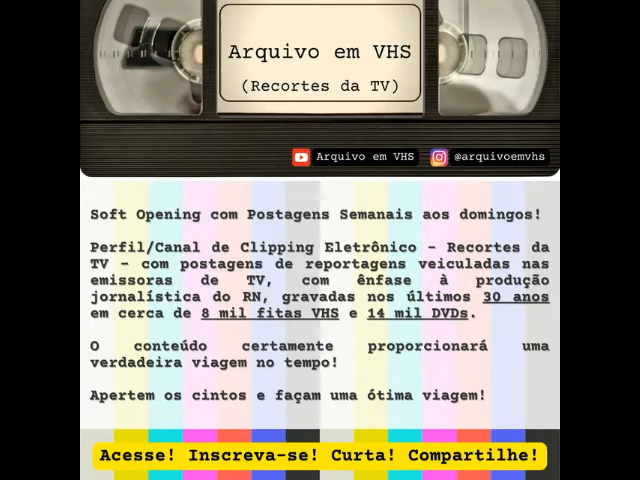 Arquivo em VHS
(Recortes da TV)
Arquivo em VHS @arquivoemvhs
Soft Opening com Postagens Semanais aos domingos!
Perfil/Canal de Clipping Eletrônico - Recortes da
TV - com postagens de reportagens veiculadas nas
emissoras de TV, com ênfase à produção
jornalística do RN, gravadas nos últimos 30 anos
em cerca de 8 mil fitas VHS e 14 mil DVDs.
O conteúdo certamente proporcionará uma
verdadeira viagem no tempo!
Apertem os cintos e façam uma ótima viagem!
Acesse! Inscreva-se! Curta! Compartilhe!